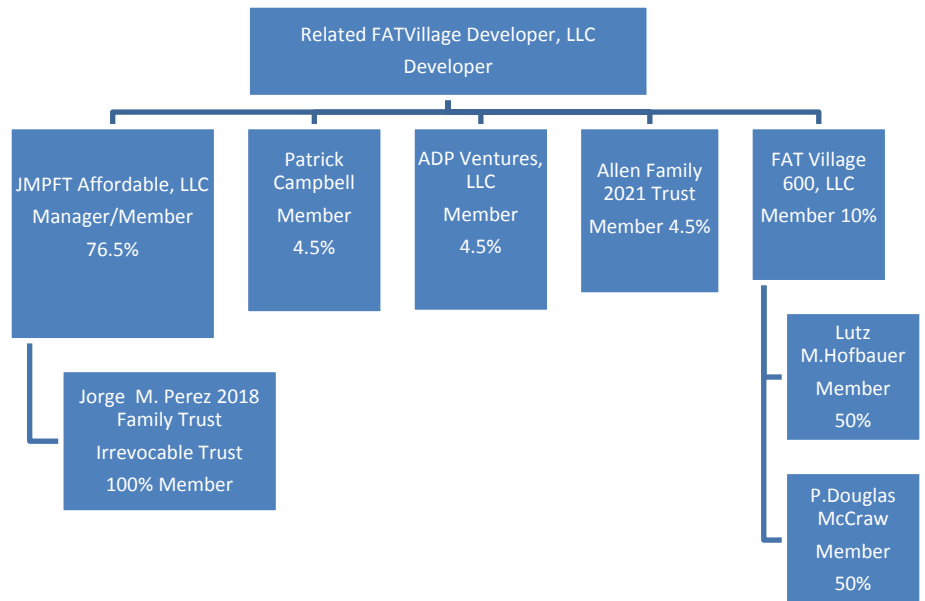 Related FATVillage Developer, LLC
Developer
JMPFT Affordable, LLC
Manager/Member
76.5%
Patrick
Campbell
Member
4.5%
ADP Ventures,
LLC
Member
4.5%
Allen Family
2021 Trust
Member 4.5%
FAT Village
600, LLC
Member 10%
Jorge M. Perez 2018
Family Trust
Irrevocable Trust
100% Member
Lutz
M.Hofbauer
Member
50%
P.Douglas
McCraw
Member
50%